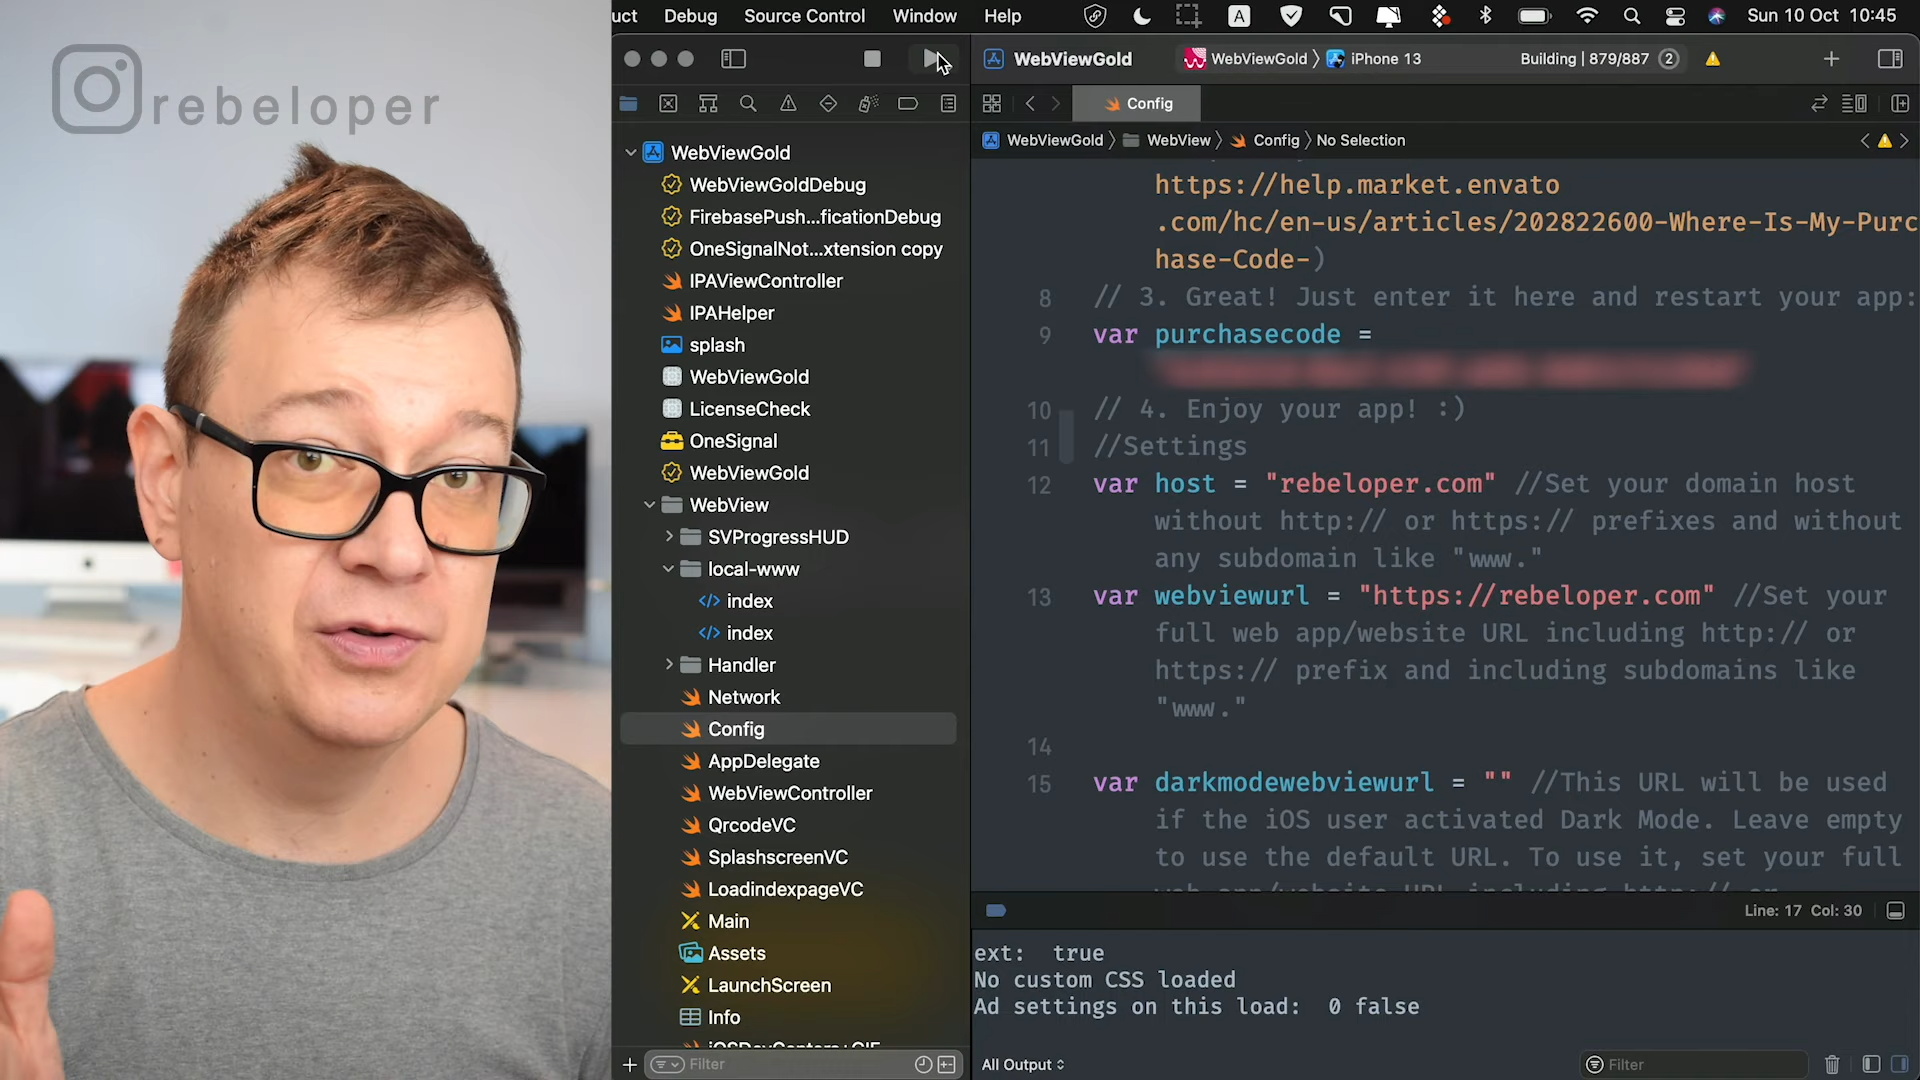 @rebeloper
uct Debug Source Control Window Help
A
Sun 10 Oct 10:45
WebViewGold
WebViewGold
iPhone 13
Building | 879/887
2
Config
WebViewGold
WebView
Config
No Selection
WebViewGold
WebViewGoldDebug
FirebasePush...ficationDebug
OneSignalNot...xtension copy
IPAViewController
IPAHelper
splash
WebViewGold
LicenseCheck
OneSignal
WebViewGold
WebView
SVProgressHUD
local-www
index
index
Handler
Network
Config
AppDelegate
WebViewController
QrcodeVC
SplashscreenVC
LoadindexpageVC
Main
Assets
LaunchScreen
Info
Filter
https://help.market.envato
.com/hc/en-us/articles/202822600-Where-Is-My-Purc
hase-Code-)
8 // 3. Great! Just enter it here and restart your app:
9 var purchasecode =
10 // 4. Enjoy your app! :)
11 //Settings
12 var host = "rebeloper.com" //Set your domain host
without http:// or https:// prefixes and without
any subdomain like "www."
13 var webviewurl = "https://rebeloper.com" //Set your
full web app/website URL including http:// or
https:// prefix and including subdomains like
"www."
14
15 var darkmodewebviewurl = "" //This URL will be used
if the iOS user activated Dark Mode. Leave empty
to use the default URL. To use it, set your full
web app/website URL including http:// or
Line: 17 Col: 30
ext: true
No custom CSS loaded
Ad settings on this load: 0 false
All Output
Filter